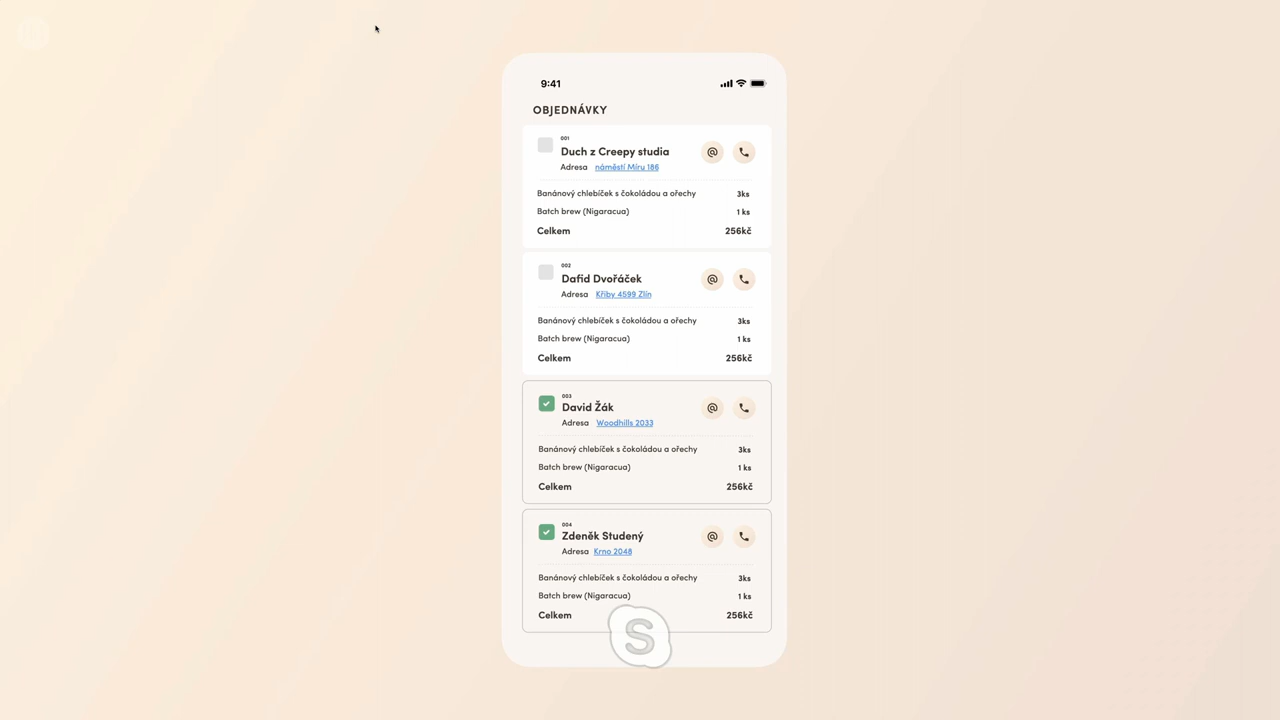 9:41
OBJEDNÁVKY
001
Duch z Creepy studia
Adresa náměstí Míru 186
Banánový chlebíček s čokoládou a ořechy 3ks
Batch brew (Nigaracua) 1 ks
Celkem 256kč
002
Dafid Dvořáček
Adresa Křiby 4599 Zlín
Banánový chlebíček s čokoládou a ořechy 3ks
Batch brew (Nigaracua) 1 ks
Celkem 256kč
003
David Žák
Adresa Woodhills 2033
Banánový chlebíček s čokoládou a ořechy 3ks
Batch brew (Nigaracua) 1 ks
Celkem 256kč
004
Zdeněk Studený
Adresa Krno 2048
Banánový chlebíček s čokoládou a ořechy 3ks
Batch brew (Nigaracua) 1 ks
Celkem 256kč
S